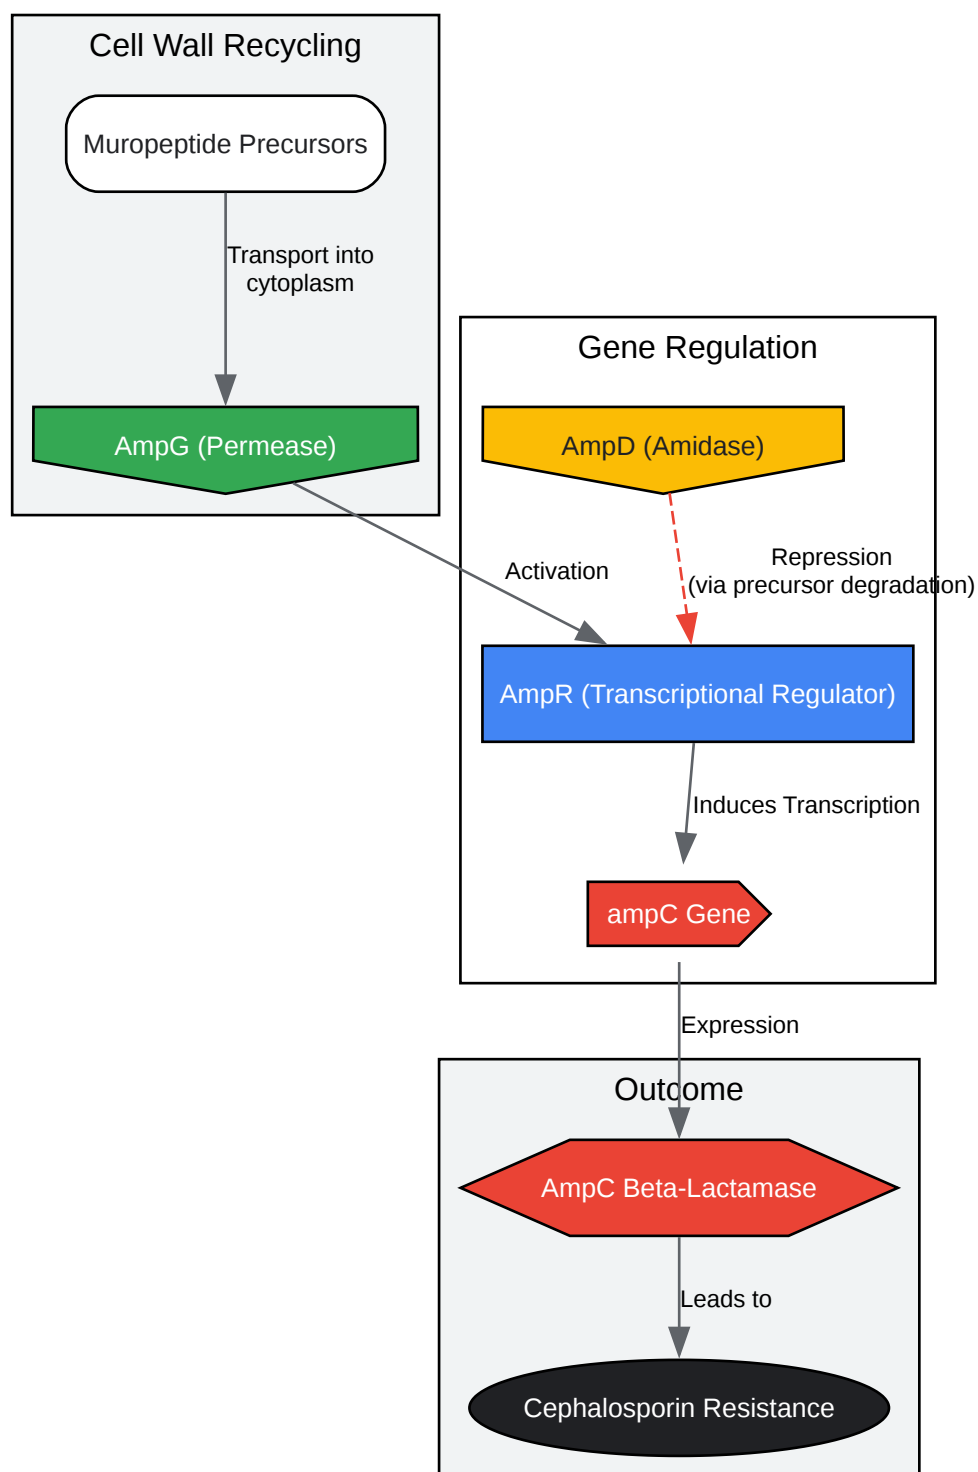 Cell Wall Recycling
Muropeptide Precursors
Transport into
cytoplasm
AmpG (Permease)
Gene Regulation
AmpD (Amidase)
Activation
Repression
(via precursor degradation)
AmpR (Transcriptional Regulator)
Induces Transcription
ampC Gene
Expression
Outcome
AmpC Beta-Lactamase
Leads to
Cephalosporin Resistance